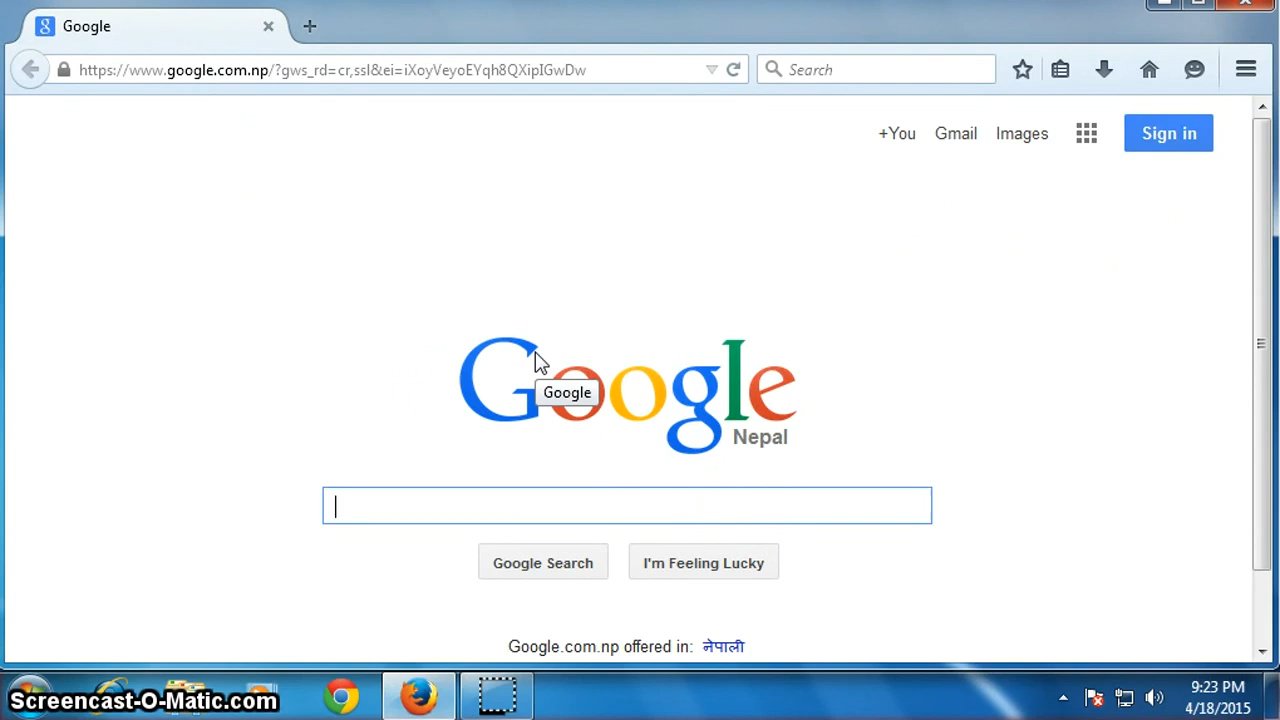 Google
https://www.google.com.np/?gws_rd=cr,ssl&ei=iXoyVeyoEYqh8QXipIGwDw
Search
+You Gmail Images Sign in
Google
Google
Nepal
Google Search I'm Feeling Lucky
Google.com.np offered in: नेपाली
Screencast-O-Matic.com
9:23 PM
4/18/2015